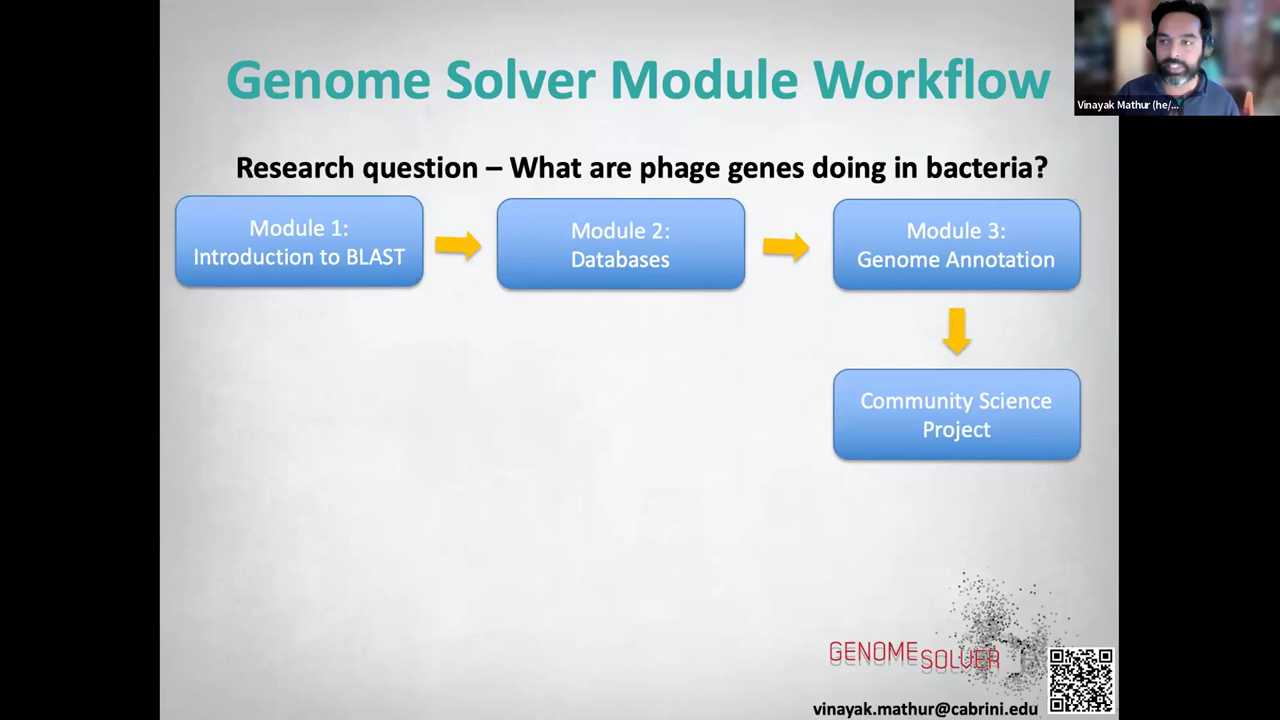 Genome Solver Module Workflow
Vinayak Mathur (he/...
Research question – What are phage genes doing in bacteria?
Module 1:
Introduction to BLAST
Module 2:
Databases
Module 3:
Genome Annotation
Community Science
Project
GENOME SOLVER
vinayak.mathur@cabrini.edu